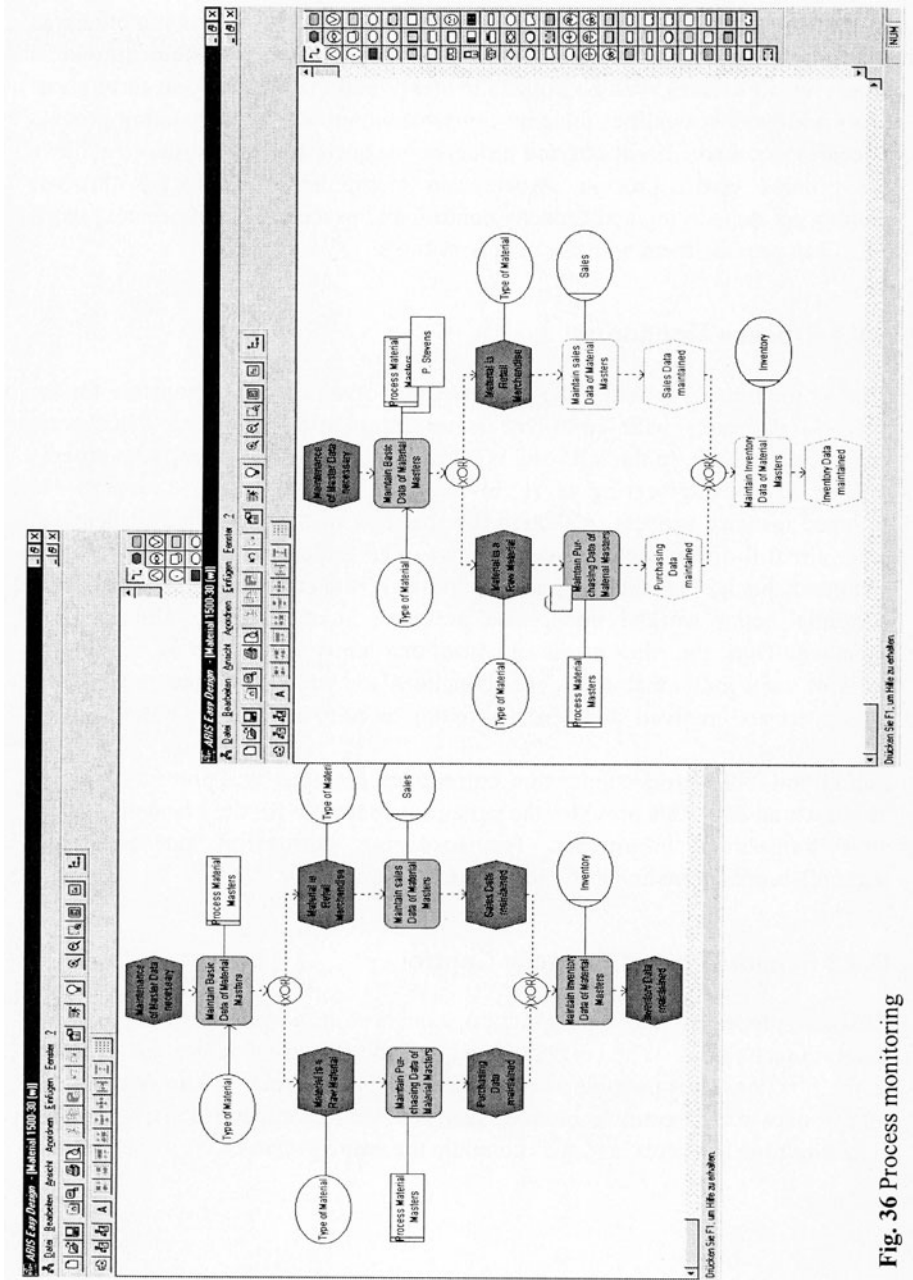 ARIS Easy Design - [Material 1500-30 (w)]
Datei Bearbeiten Ansicht Anordnen Einfügen Fenster ?
Maintenance
of Master Data
necessary
Type of Material
Maintain Basic
Data of Material
Masters
Process Material
Masters
XOR
Type of Material
Material is a
Raw Material
Material is
Retail
Merchandise
Type of Material
Process Material
Masters
Maintain Pur-
chasing Data of
Material Masters
Maintain sales
Data of Material
Masters
Sales
Purchasing
Data
maintained
Sales Data
maintained
XOR
Maintain Inventory
Data of Material
Masters
Inventory
Inventory Data
maintained
Drücken Sie F1, um Hilfe zu erhalten.
ARIS Easy Design - [Material 1500-30 (w)]
Datei Bearbeiten Ansicht Anordnen Einfügen Fenster ?
Maintenance
of Master Data
necessary
Type of Material
Maintain Basic
Data of Material
Masters
Process Material
Masters
P. Stevens
XOR
Type of Material
Material is a
Raw Material
Material is
Retail
Merchandise
Type of Material
Process Material
Masters
Maintain Pur-
chasing Data of
Material Masters
Maintain sales
Data of Material
Masters
Sales
Purchasing
Data
maintained
Sales Data
maintained
XOR
Maintain Inventory
Data of Material
Masters
Inventory
Inventory Data
maintained
Drücken Sie F1, um Hilfe zu erhalten.
NUM
Fig. 36 Process monitoring